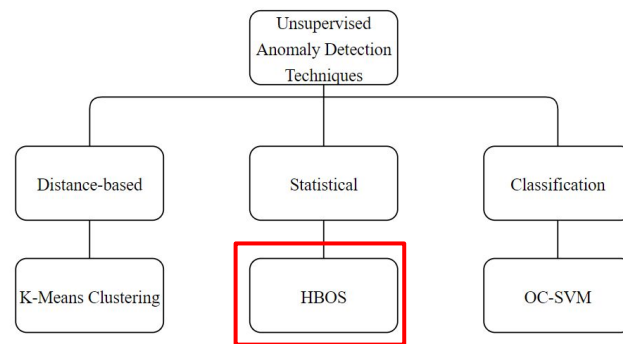 Unsupervised
Anomaly Detection
Techniques
Distance-based
Statistical
Classification
K-Means Clustering
HBOS
OC-SVM